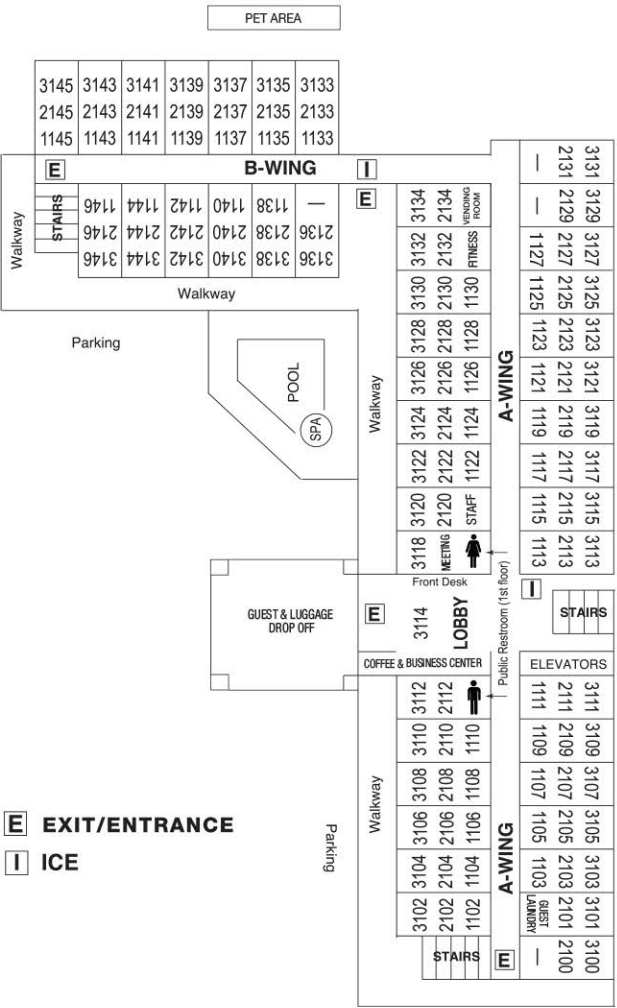 PET AREA
3145 3143 3141 3139 3137 3135 3133
2145 2143 2141 2139 2137 2135 2133
1145 1143 1141 1139 1137 1135 1133
E B-WING I
E
STAIRS
1146 1144 1142 1140 1138 —
2146 2144 2142 2140 2138 2136
3146 3144 3142 3140 3138 3136
Walkway
Walkway
Parking
POOL
SPA
Walkway
3134 2134 VENDING ROOM
3132 2132 FITNESS
3130 2130 1130
3128 2128 1128
3126 2126 1126
3124 2124 1124
3122 2122 1122
3120 2120 STAFF
3118 MEETING
A-WING
— 2131 3131
— 2129 3129
1127 2127 3127
1125 2125 3125
1123 2123 3123
1121 2121 3121
1119 2119 3119
1117 2117 3117
1115 2115 3115
1113 2113 3113
Front Desk
Public Restroom (1st floor)
I
STAIRS
GUEST & LUGGAGE
DROP OFF
E
3114
LOBBY
COFFEE & BUSINESS CENTER
ELEVATORS
3112 2112
3110 2110 1110
3108 2108 1108
3106 2106 1106
3104 2104 1104
3102 2102 1102
STAIRS
E
A-WING
1111 2111 3111
1109 2109 3109
1107 2107 3107
1105 2105 3105
1103 2103 3103
GUEST LAUNDRY 2101 3101
— 2100 3100
Walkway
Parking
E EXIT/ENTRANCE
I ICE